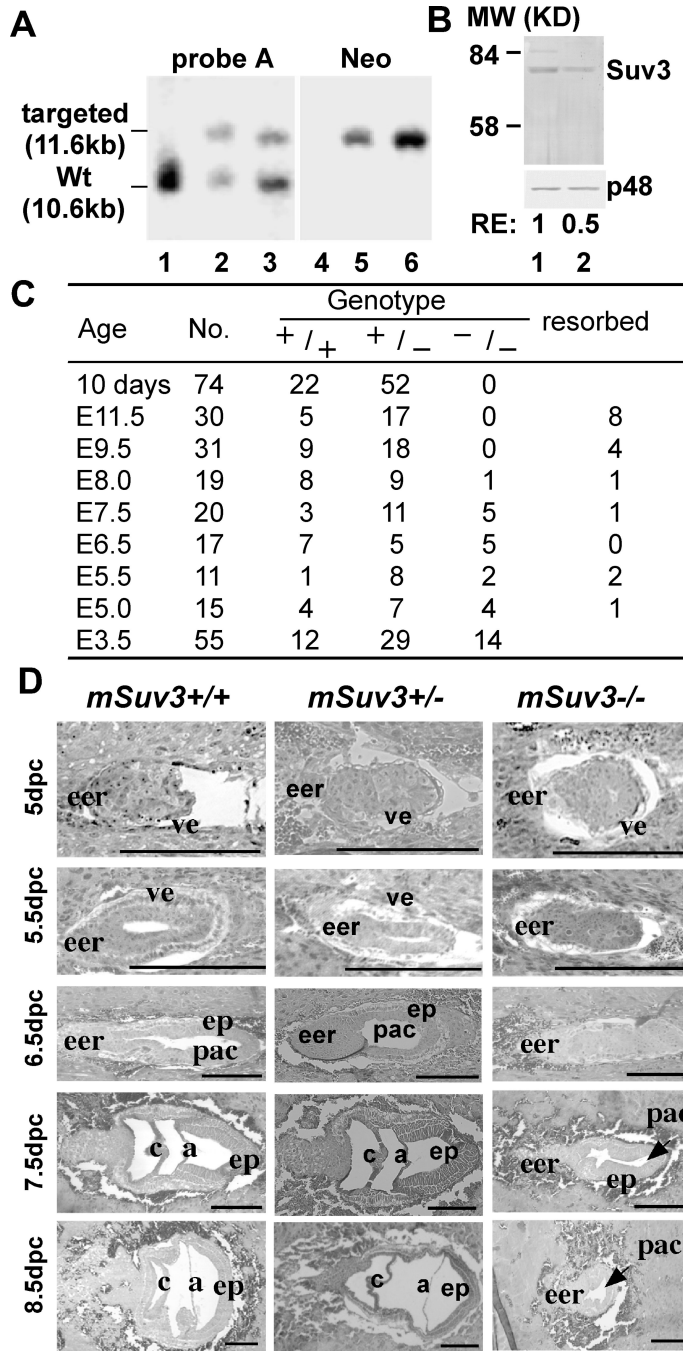 A
probe A Neo
targeted
(11.6kb)
Wt
(10.6kb)
1 2 3 4 5 6
B MW (KD)
84
Suv3
58
p48
RE: 1 0.5
1 2
C
Genotype
Age No. +/+ +/− −/− resorbed
10 days 74 22 52 0
E11.5 30 5 17 0 8
E9.5 31 9 18 0 4
E8.0 19 8 9 1 1
E7.5 20 3 11 5 1
E6.5 17 7 5 5 0
E5.5 11 1 8 2 2
E5.0 15 4 7 4 1
E3.5 55 12 29 14
D
mSuv3+/+ mSuv3+/- mSuv3-/-
5dpc
eer ve
eer ve
eer ve
5.5dpc
ve eer
ve eer
eer
6.5dpc
eer ep pac
eer ep pac
eer
7.5dpc
c a ep
c a ep
pac eer ep
8.5dpc
c a ep
c a ep
pac eer